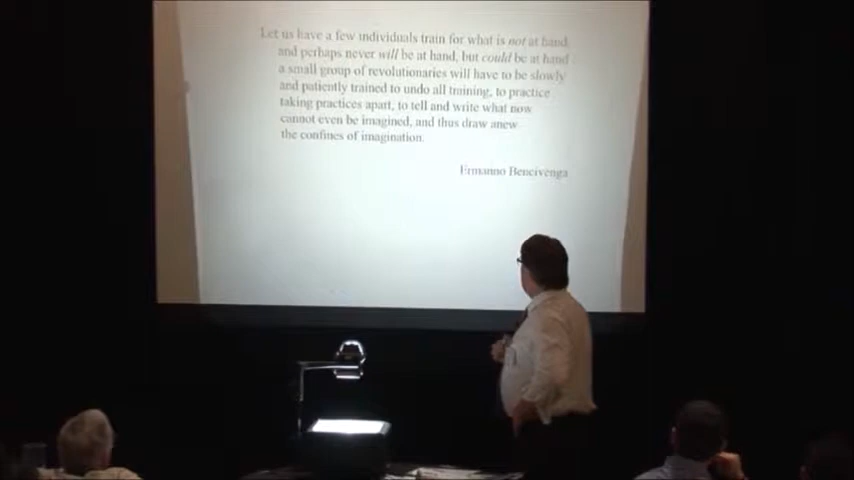 Let us have a few individuals train for what is not at hand
and perhaps never will be at hand, but could be at hand
a small group of revolutionaries will have to be slowly
and patiently trained to undo all training, to practice
taking practices apart, to tell and write what now
cannot even be imagined, and thus draw anew
the confines of imagination.
Ermanno Bencivenga